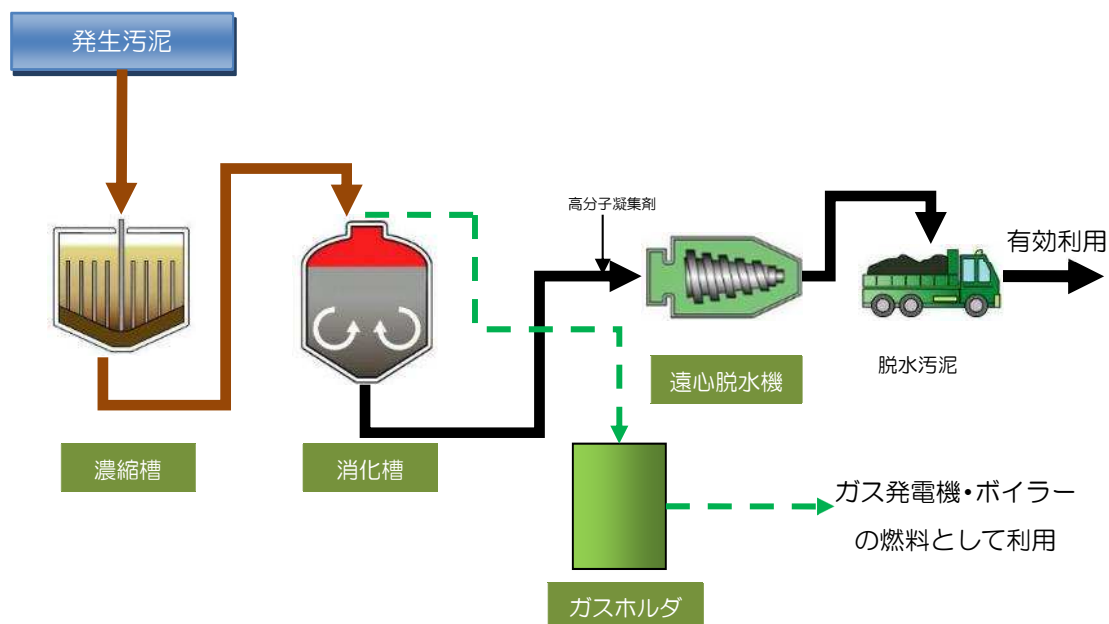 発生汚泥
高分子凝集剤
有効利用
脱水汚泥
遠心脱水機
濃縮槽
消化槽
ガス発電機・ボイラー
の燃料として利用
ガスホルダ